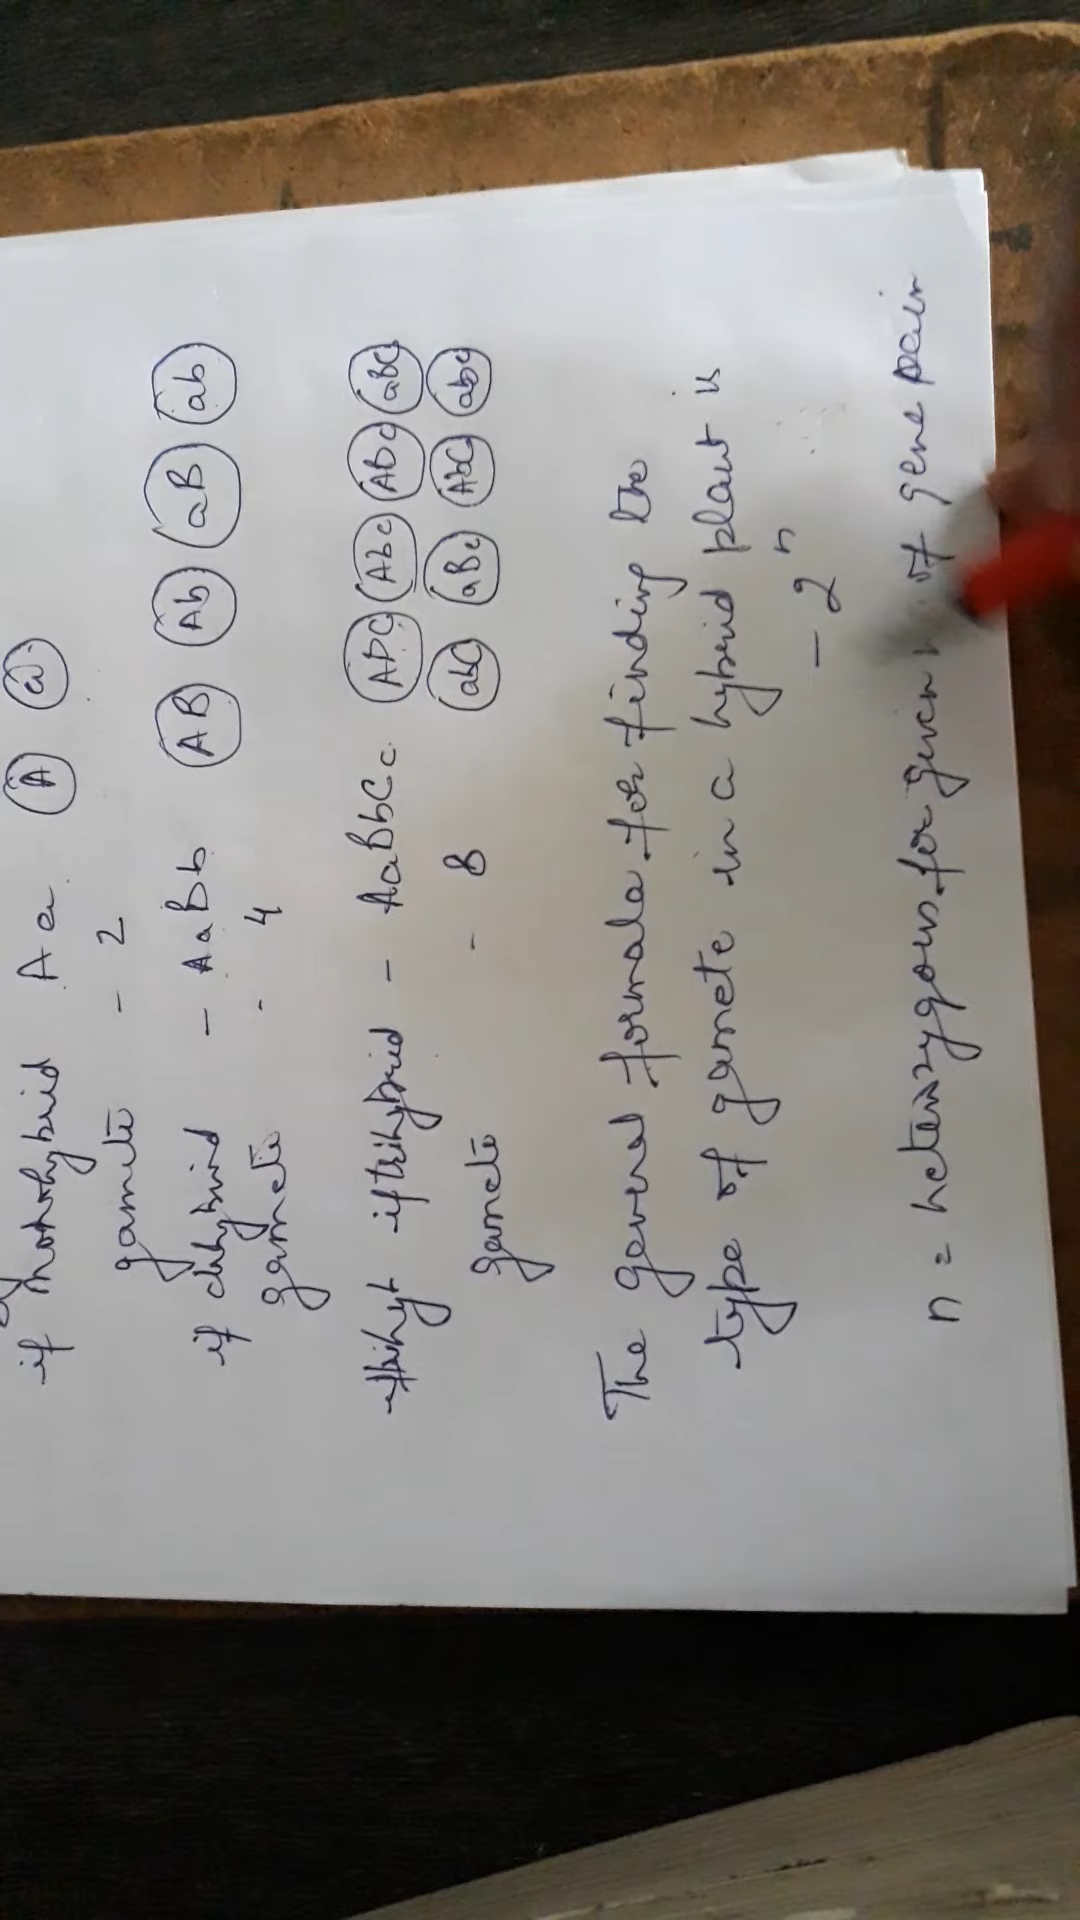 if monohybrid Aa A a
gamete - 2
if dihybrid - AaBb AB Ab aB ab
gamete - 4
if trihybrid - AaBbCc ABC Abc ABc aBC
gamete - 8 abC aBc AbC abc
The general formala for finding the
type of gamete in a hybrid plant is
- 2ⁿ
n = heterozygous for given of gene pair